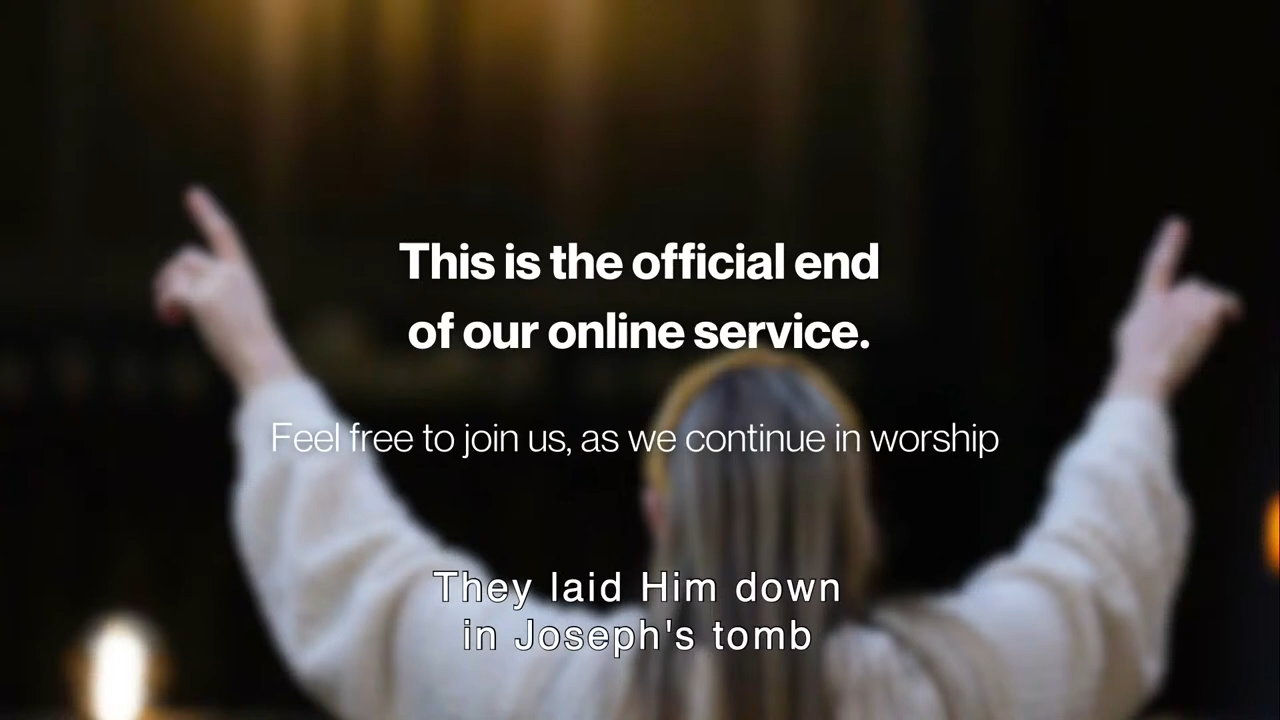 This is the official end
of our online service.
Feel free to join us, as we continue in worship
They laid Him down
in Joseph's tomb